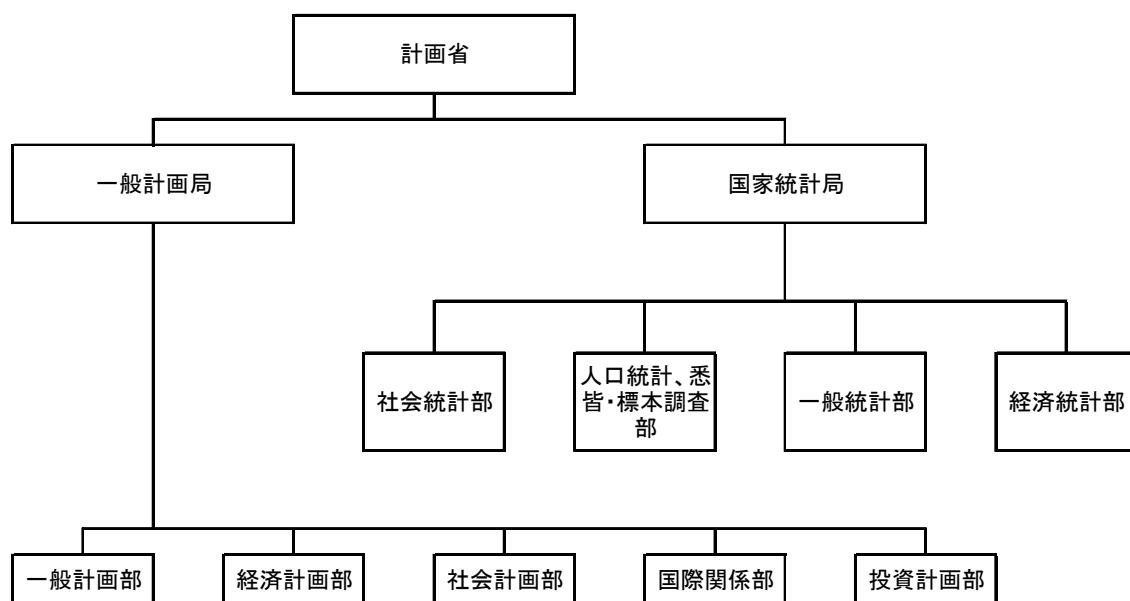 計画省
一般計画局
国家統計局
社会統計部
人口統計、悉
皆・標本調査
部
一般統計部
経済統計部
一般計画部
経済計画部
社会計画部
国際関係部
投資計画部